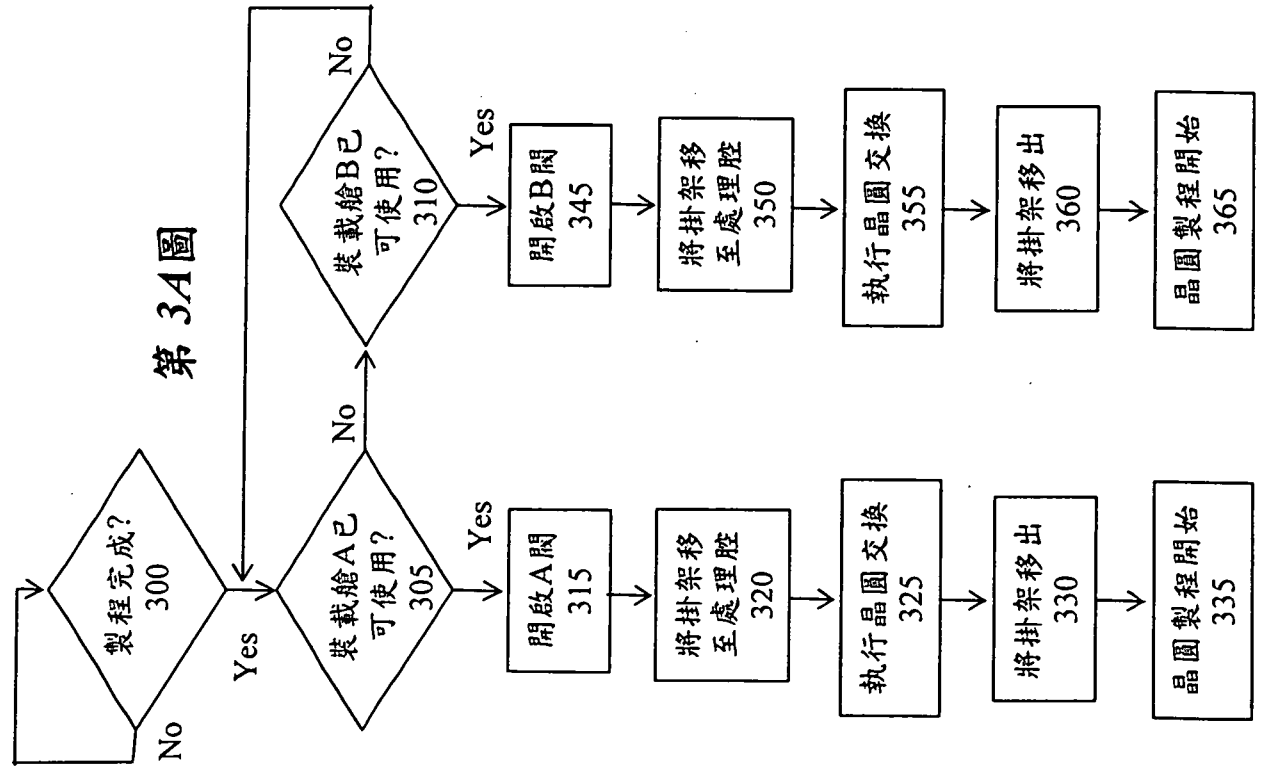 第 3A圖
製程完成?
300
No
Yes
裝載艙A已
可使用?
305
No
Yes
裝載艙B已
可使用?
310
No
Yes
開啟A閥
315
將掛架移
至處理腔
320
執行晶圓交換
325
將掛架移出
330
晶圓製程開始
335
開啟B閥
345
將掛架移
至處理腔
350
執行晶圓交換
355
將掛架移出
360
晶圓製程開始
365